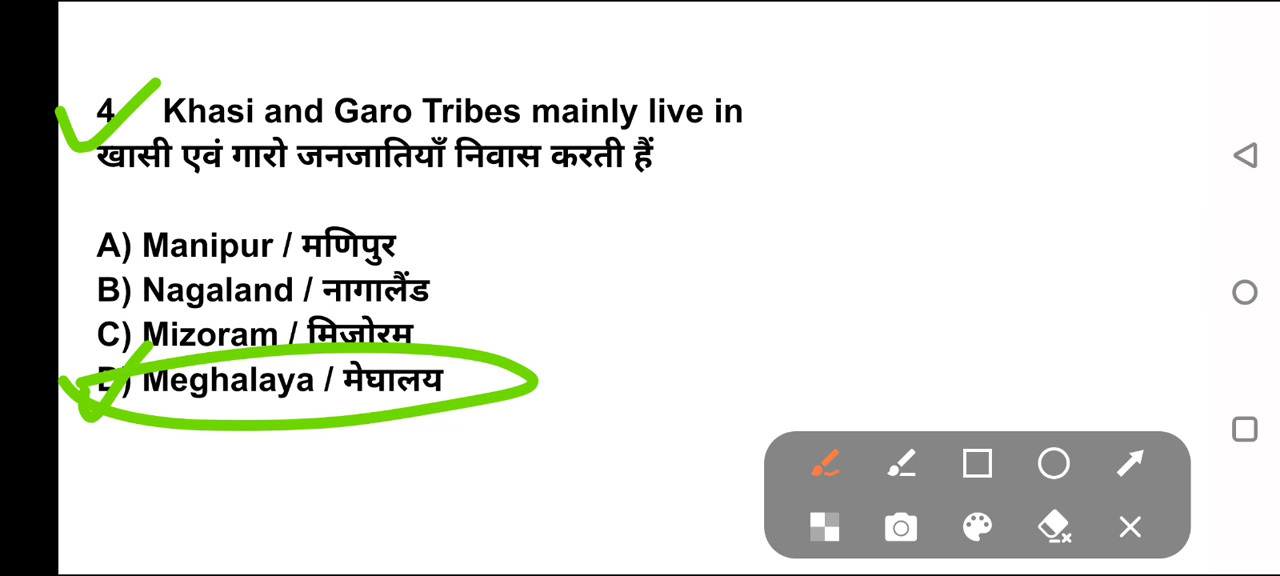 4 Khasi and Garo Tribes mainly live in
खासी एवं गारो जनजातियाँ निवास करती हैं
A) Manipur / मणिपुर
B) Nagaland / नागालैंड
C) Mizoram / मिजोरम
D) Meghalaya / मेघालय